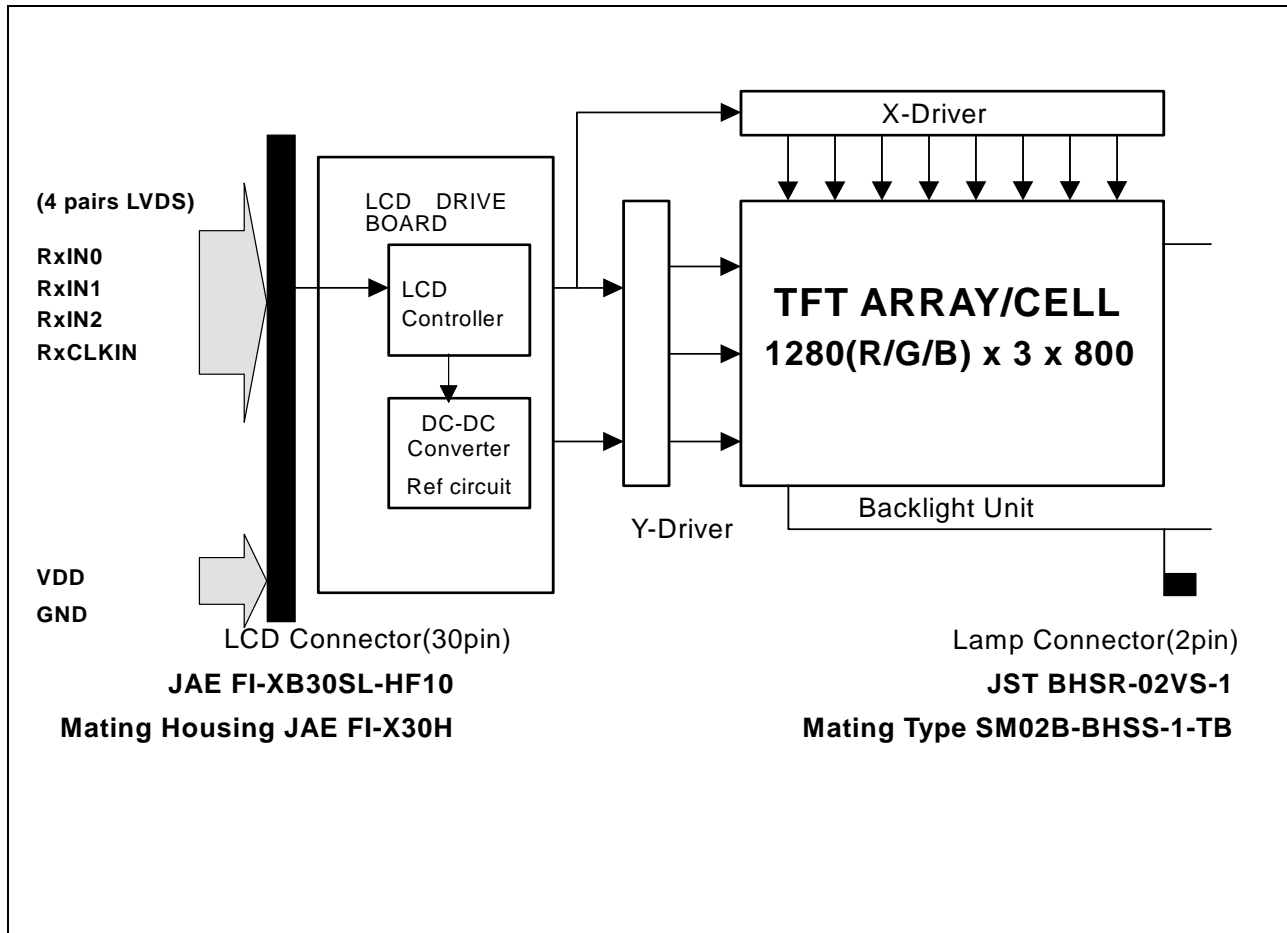 X-Driver
(4 pairs LVDS)
RxIN0
RxIN1
RxIN2
RxCLKIN
LCD DRIVE
BOARD
LCD
Controller
DC-DC
Converter
Ref circuit
TFT ARRAY/CELL
1280(R/G/B) x 3 x 800
Backlight Unit
Y-Driver
VDD
GND
LCD Connector(30pin)
JAE FI-XB30SL-HF10
Mating Housing JAE FI-X30H
Lamp Connector(2pin)
JST BHSR-02VS-1
Mating Type SM02B-BHSS-1-TB